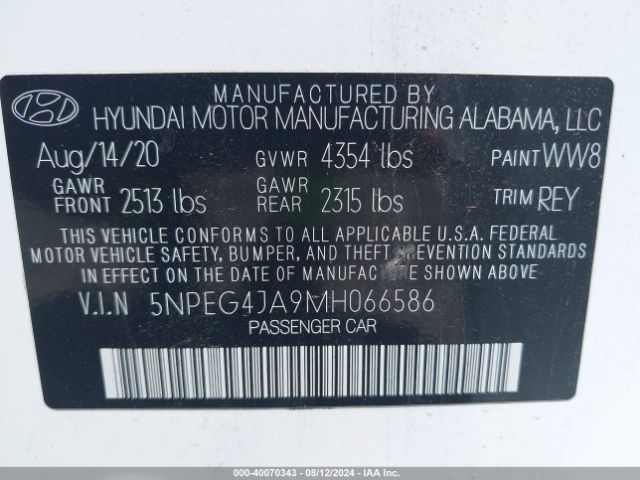 MANUFACTURED BY
HYUNDAI MOTOR MANUFACTURING ALABAMA, LLC
Aug/14/20 GVWR 4354 lbs PAINT WW8
GAWR FRONT 2513 lbs GAWR REAR 2315 lbs TRIM REY
THIS VEHICLE CONFORMS TO ALL APPLICABLE U.S.A. FEDERAL
MOTOR VEHICLE SAFETY, BUMPER, AND THEFT PREVENTION STANDARDS
IN EFFECT ON THE DATE OF MANUFACTURE SHOWN ABOVE.
V.I.N 5NPEG4JA9MH066586
PASSENGER CAR
000-40070343 - 08/12/2024 - IAA Inc.